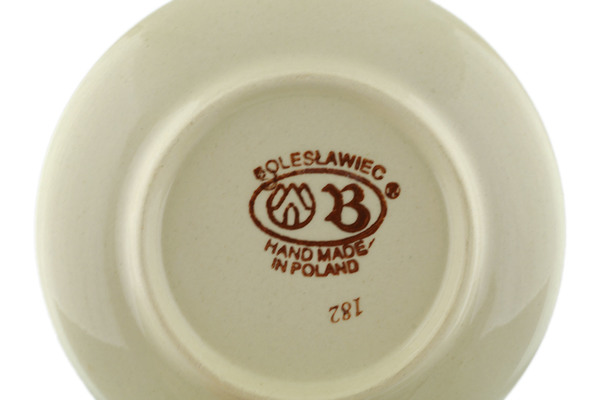 BOLESŁAWIEC
B ®
HAND MADE
IN POLAND
182